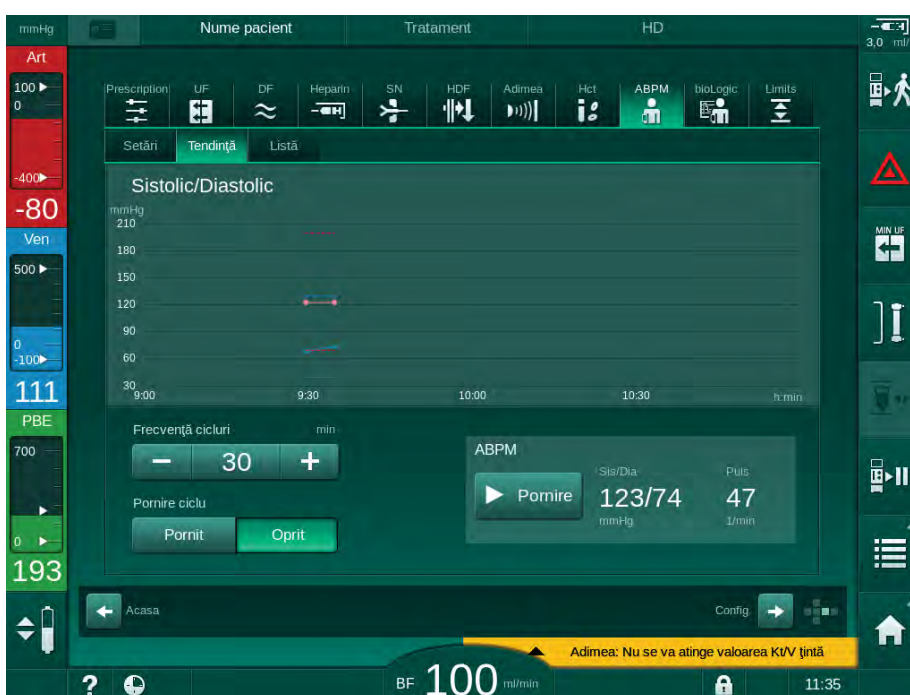 mmHg
Nume pacient
Tratament
HD
3,0 ml/
Art
100
0
-400
-80
Ven
500
0
-100
111
PBE
700
0
193
Prescription
UF
DF
Heparin
SN
HDF
Adimea
Hct
ABPM
bioLogic
Limits
Setări
Tendinţă
Listă
Sistolic/Diastolic
mmHg
210
180
150
120
90
60
30
9:00
9:30
10:00
10:30
h:min
Frecvenţă cicluri
min
30
Pornire ciclu
Pornit
Oprit
ABPM
Pornire
Sis/Dia
123/74
mmHg
Puls
47
1/min
MIN UF
Acasa
Config.
Adimea: Nu se va atinge valoarea Kt/V ţintă
?
BF 100 ml/min
11:35